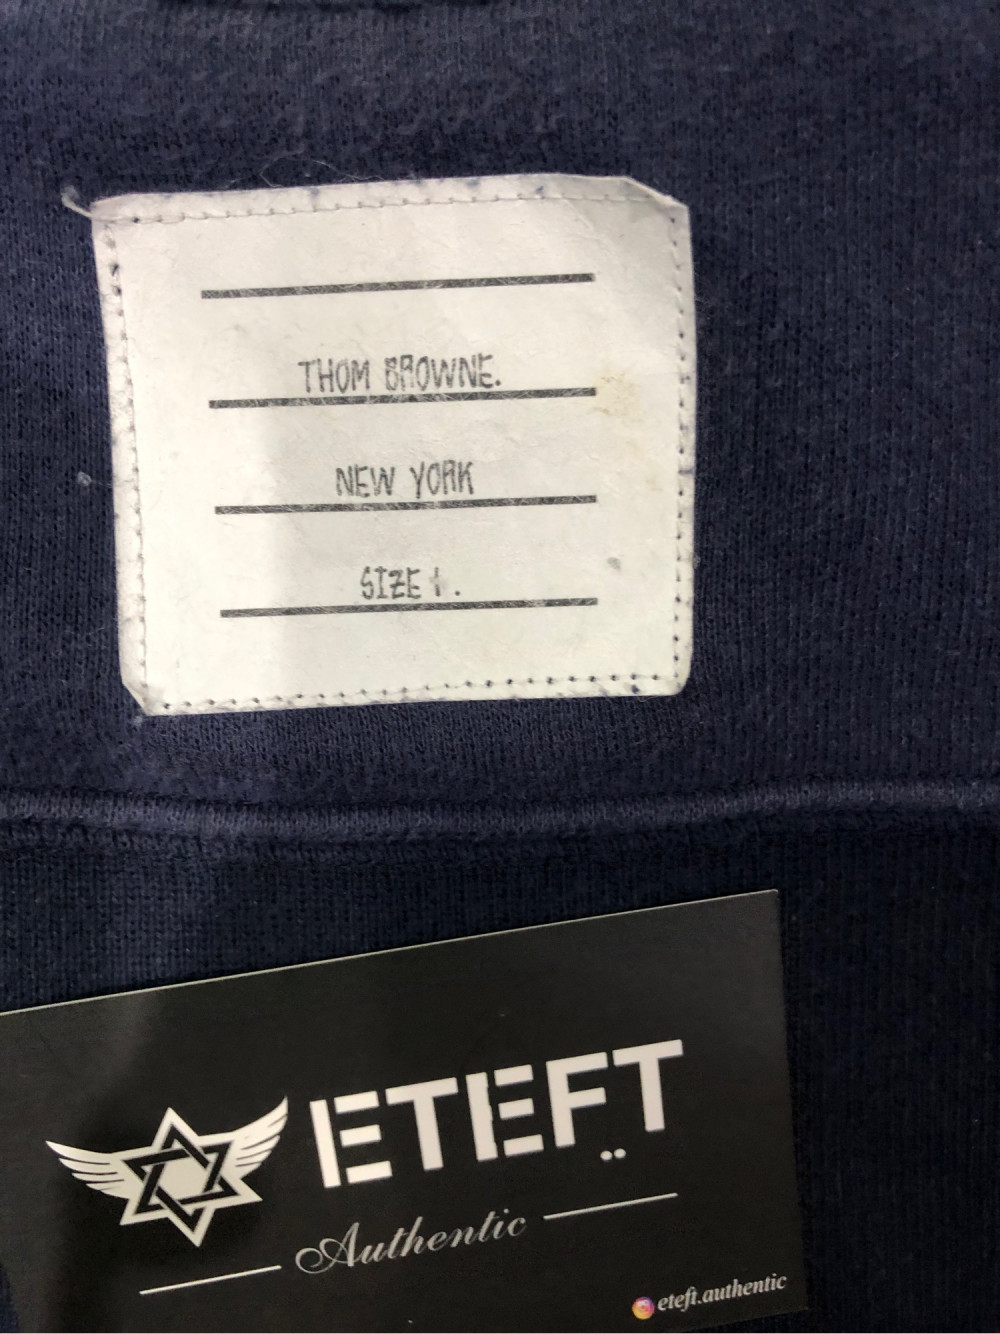 THOM BROWNE.
NEW YORK
SIZE 1.
ETEFT
Authentic
eteft.authentic